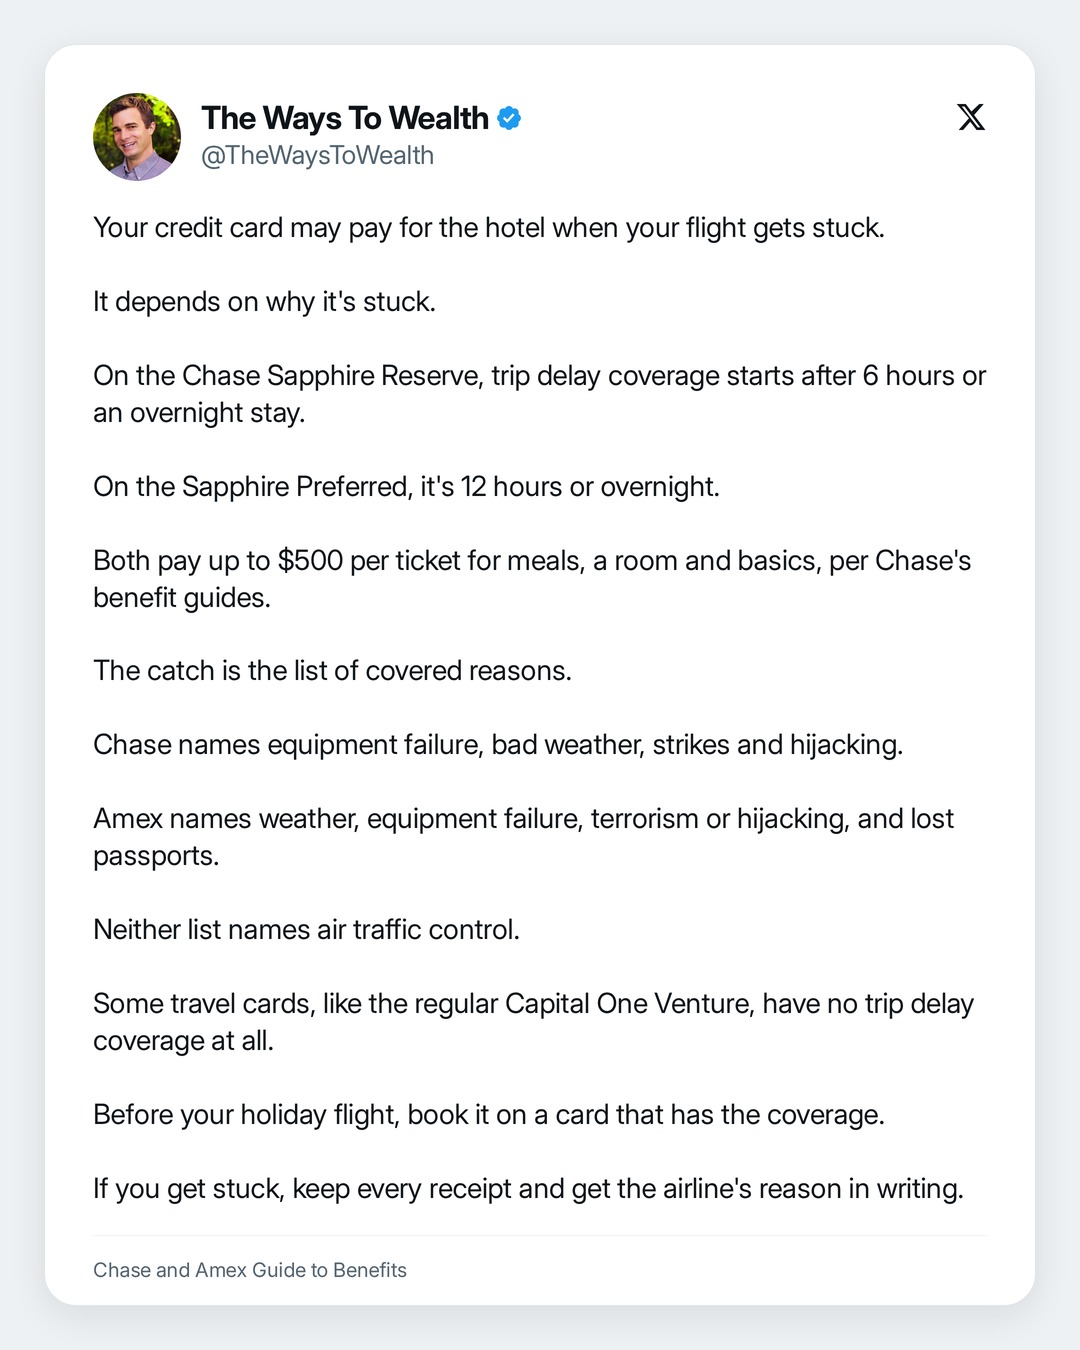 The Ways To Wealth
@TheWaysToWealth
Your credit card may pay for the hotel when your flight gets stuck.
It depends on why it's stuck.
On the Chase Sapphire Reserve, trip delay coverage starts after 6 hours or
an overnight stay.
On the Sapphire Preferred, it's 12 hours or overnight.
Both pay up to $500 per ticket for meals, a room and basics, per Chase's
benefit guides.
The catch is the list of covered reasons.
Chase names equipment failure, bad weather, strikes and hijacking.
Amex names weather, equipment failure, terrorism or hijacking, and lost
passports.
Neither list names air traffic control.
Some travel cards, like the regular Capital One Venture, have no trip delay
coverage at all.
Before your holiday flight, book it on a card that has the coverage.
If you get stuck, keep every receipt and get the airline's reason in writing.
Chase and Amex Guide to Benefits